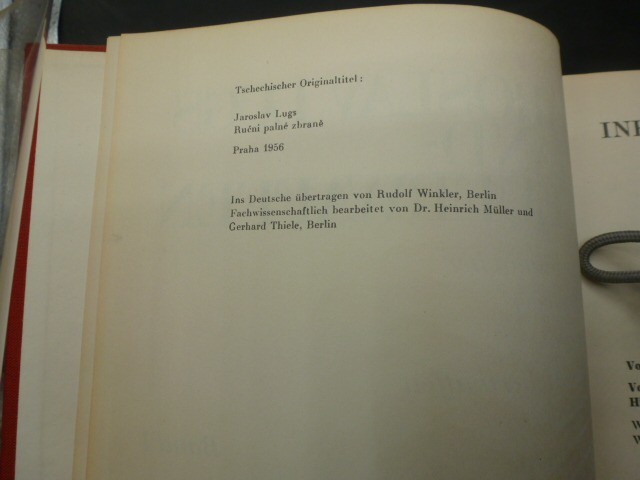 Tschechischer Originaltitel:
Jaroslav Lugs
Ruční palné zbraně
Praha 1956
Ins Deutsche übertragen von Rudolf Winkler, Berlin
Fachwissenschaftlich bearbeitet von Dr. Heinrich Müller und
Gerhard Thiele, Berlin